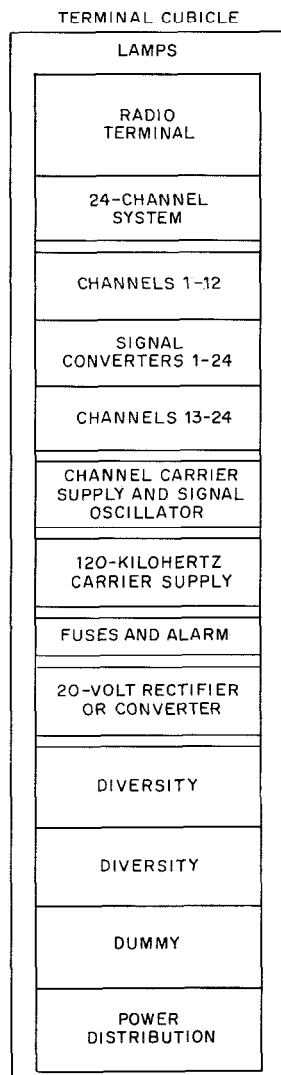 TERMINAL CUBICLE
LAMPS
RADIO
TERMINAL
24-CHANNEL
SYSTEM
CHANNELS 1-12
SIGNAL
CONVERTERS 1-24
CHANNELS 13-24
CHANNEL CARRIER
SUPPLY AND SIGNAL
OSCILLATOR
120-KILOHERTZ
CARRIER SUPPLY
FUSES AND ALARM
20-VOLT RECTIFIER
OR CONVERTER
DIVERSITY
DIVERSITY
DUMMY
POWER
DISTRIBUTION